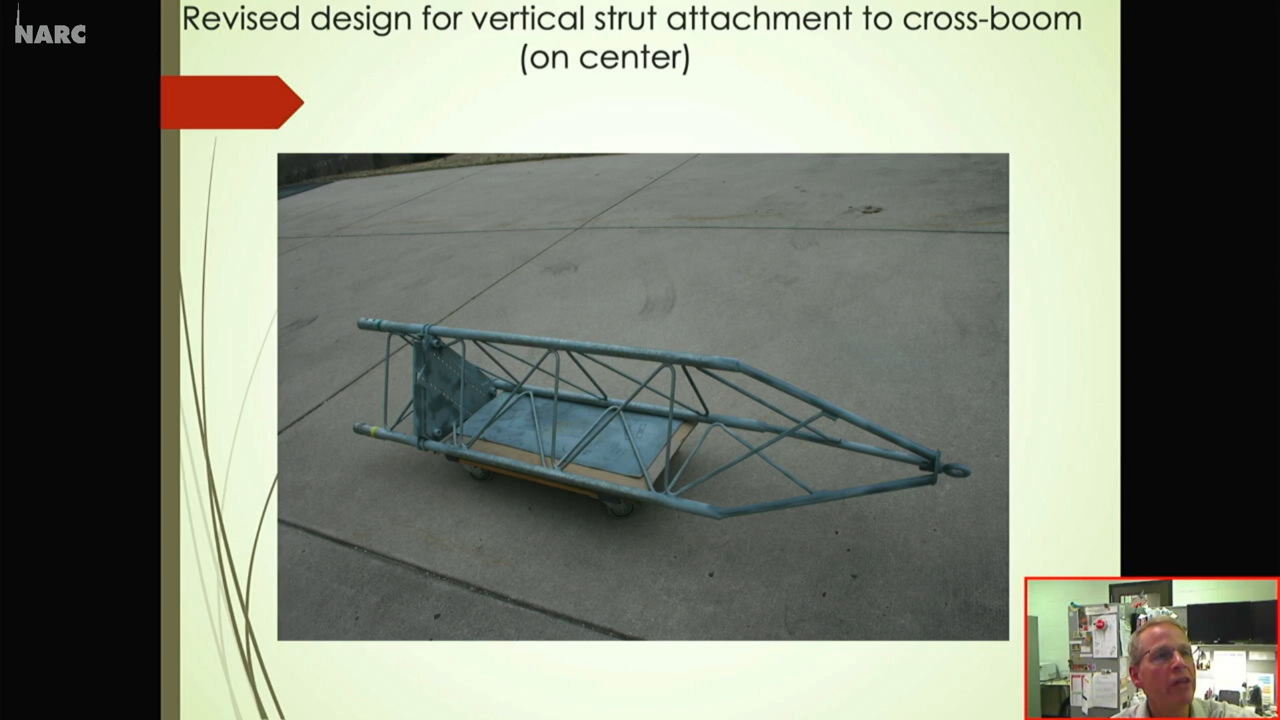 NARC
Revised design for vertical strut attachment to cross-boom
(on center)